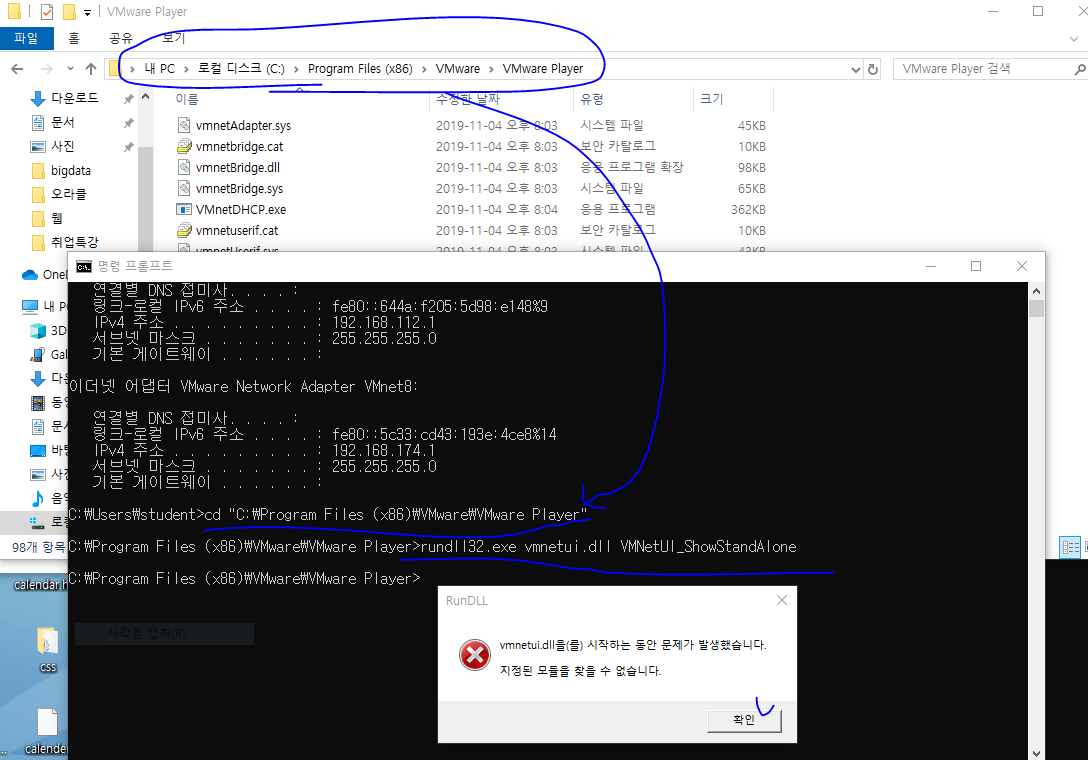 VMware Player
파일 홈 공유 보기
내 PC > 로컬 디스크 (C:) > Program Files (x86) > VMware > VMware Player
VMware Player 검색
다운로드
문서
사진
bigdata
오라클
웹
취업특강
OneD
내 P
3D
Gal
다운
동영
문서
바탕
사진
음악
로컬
98개 항목
이름 수정한 날짜 유형 크기
vmnetAdapter.sys 2019-11-04 오후 8:03 시스템 파일 45KB
vmnetbridge.cat 2019-11-04 오후 8:03 보안 카탈로그 10KB
vmnetBridge.dll 2019-11-04 오후 8:03 응용 프로그램 확장 98KB
vmnetBridge.sys 2019-11-04 오후 8:03 시스템 파일 65KB
VMnetDHCP.exe 2019-11-04 오후 8:04 응용 프로그램 362KB
vmnetuserif.cat 2019-11-04 오후 8:03 보안 카탈로그 10KB
vmnetUserif.sys 2019-11-04 오후 8:03 시스템 파일 43KB
명령 프롬프트
연결별 DNS 접미사. . . . :
링크-로컬 IPv6 주소 . . . . : fe80::644a:f205:5d98:e148%9
IPv4 주소 . . . . . . . . . : 192.168.112.1
서브넷 마스크 . . . . . . . : 255.255.255.0
기본 게이트웨이 . . . . . . :
이더넷 어댑터 VMware Network Adapter VMnet8:
연결별 DNS 접미사. . . . :
링크-로컬 IPv6 주소 . . . . : fe80::5c33:cd43:193e:4ce8%14
IPv4 주소 . . . . . . . . . : 192.168.174.1
서브넷 마스크 . . . . . . . : 255.255.255.0
기본 게이트웨이 . . . . . . :
C:₩Users₩student>cd "C:₩Program Files (x86)₩VMware₩VMware Player"
C:₩Program Files (x86)₩VMware₩VMware Player>rundll32.exe vmnetui.dll VMNetUI_ShowStandAlone
C:₩Program Files (x86)₩VMware₩VMware Player>
사각형 캡처(R)
RunDLL
vmnetui.dll을(를) 시작하는 동안 문제가 발생했습니다.
지정된 모듈을 찾을 수 없습니다.
확인
calendar.h
css
calender